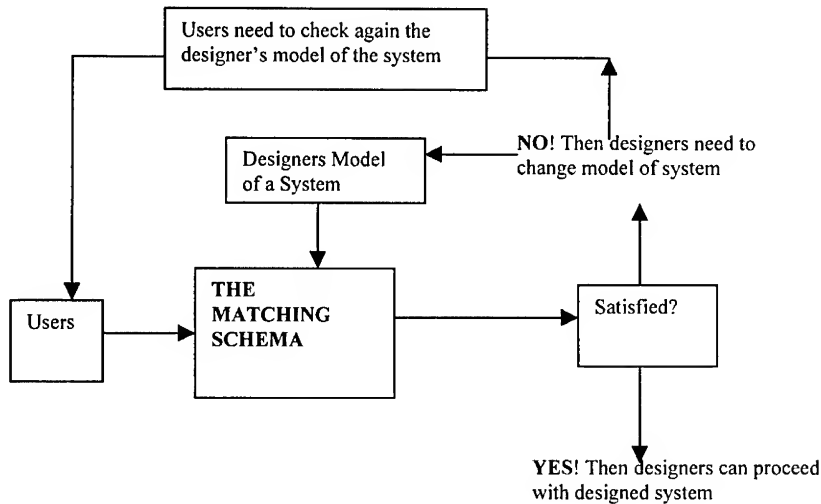 Users need to check again the
designer's model of the system
Designers Model
of a System
NO! Then designers need to
change model of system
THE
MATCHING
SCHEMA
Users
Satisfied?
YES! Then designers can proceed
with designed system